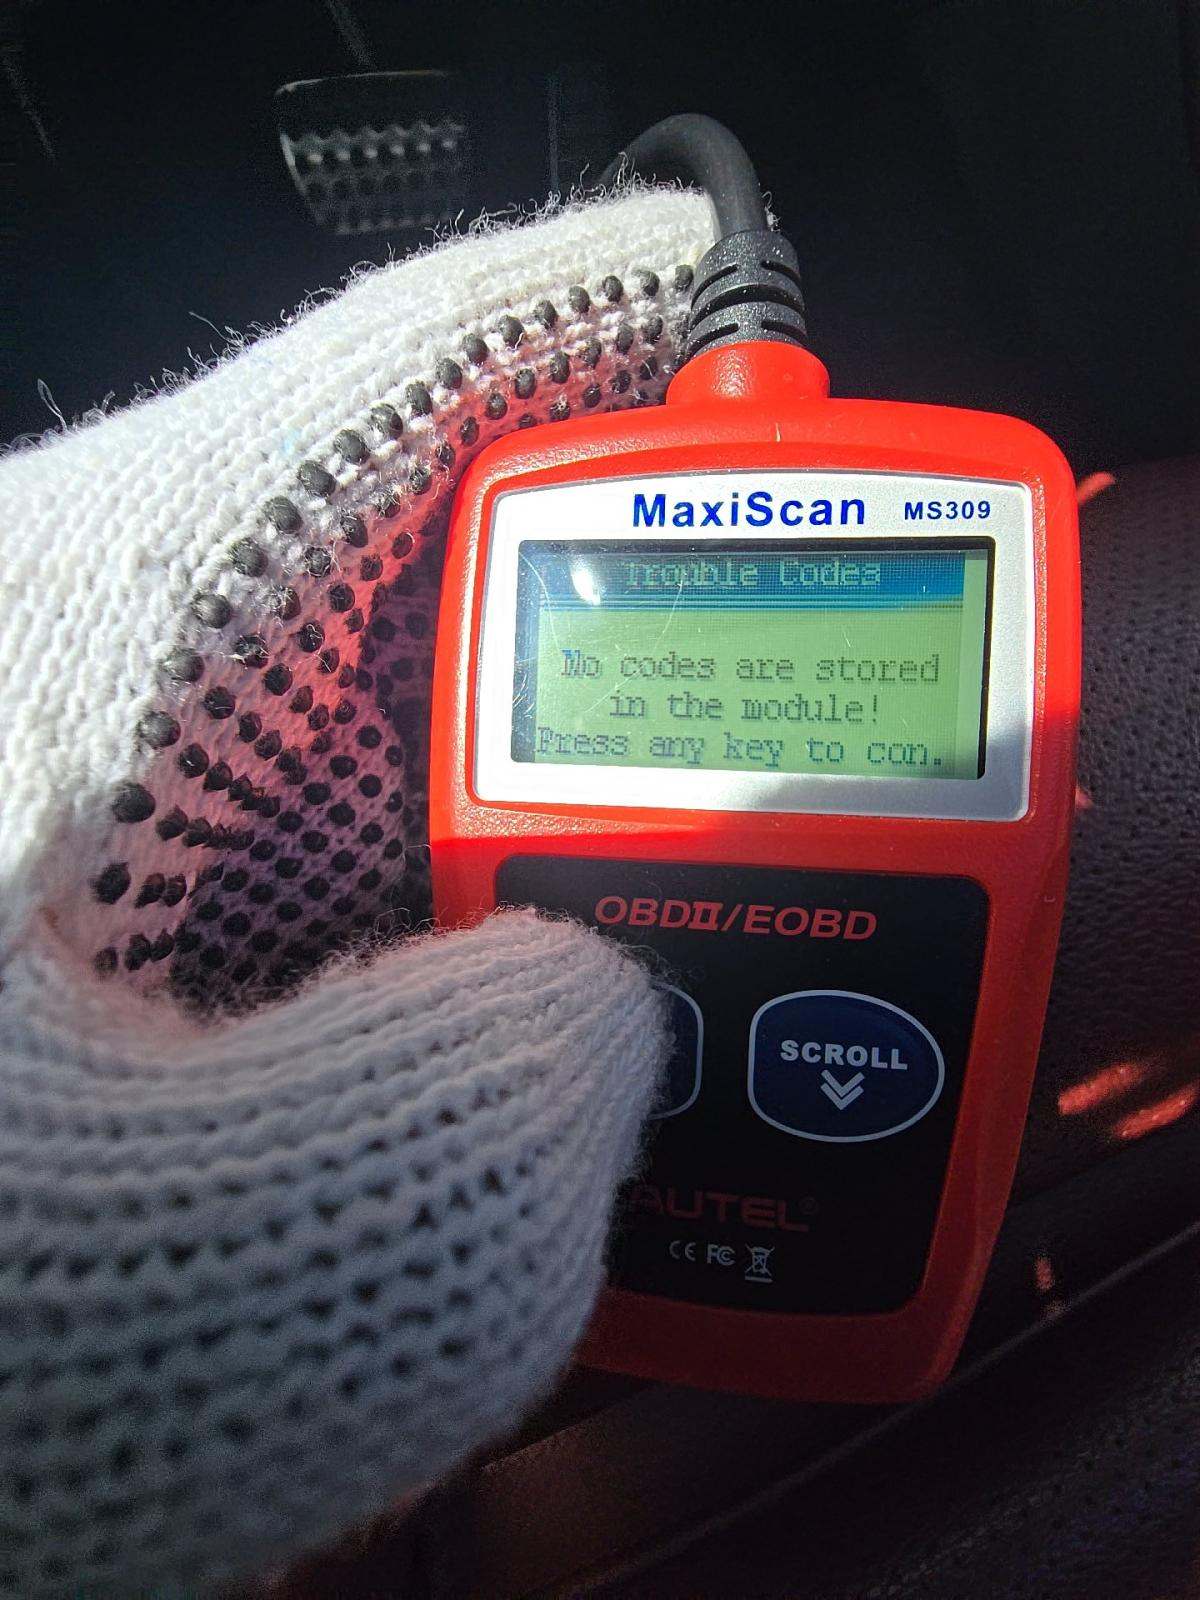 MaxiScan MS309
Trouble Codes
No codes are stored
in the module!
Press any key to con.
OBDII/EOBD
SCROLL
AUTEL®
CE FC